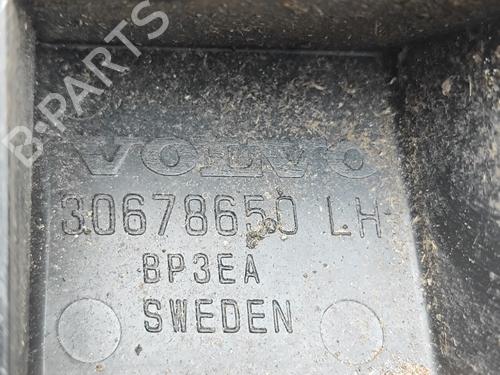 B-PARTS
VOLVO
30678650 LH
BP3EA
SWEDEN